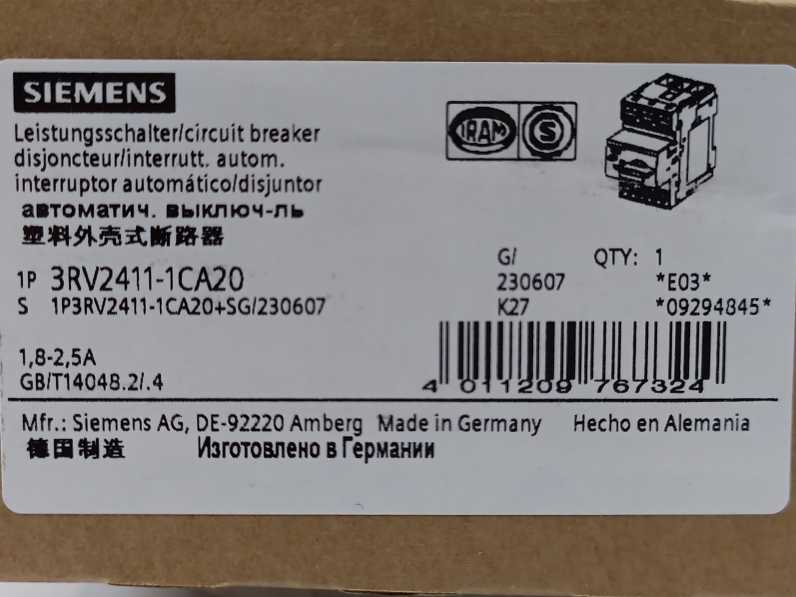 SIEMENS
Leistungsschalter/circuit breaker
disjoncteur/interrutt. autom.
interruptor automático/disjuntor
автоматич. выключ-ль
塑料外壳式断路器
IRAM
S
1P 3RV2411-1CA20
S 1P3RV2411-1CA20+SG/230607
G/ QTY: 1
230607 *E03*
K27 *09294845*
1,8-2,5A
GB/T14048.2/.4
4 011209 767324
Mfr.: Siemens AG, DE-92220 Amberg Made in Germany Hecho en Alemania
德国制造 Изготовлено в Германии